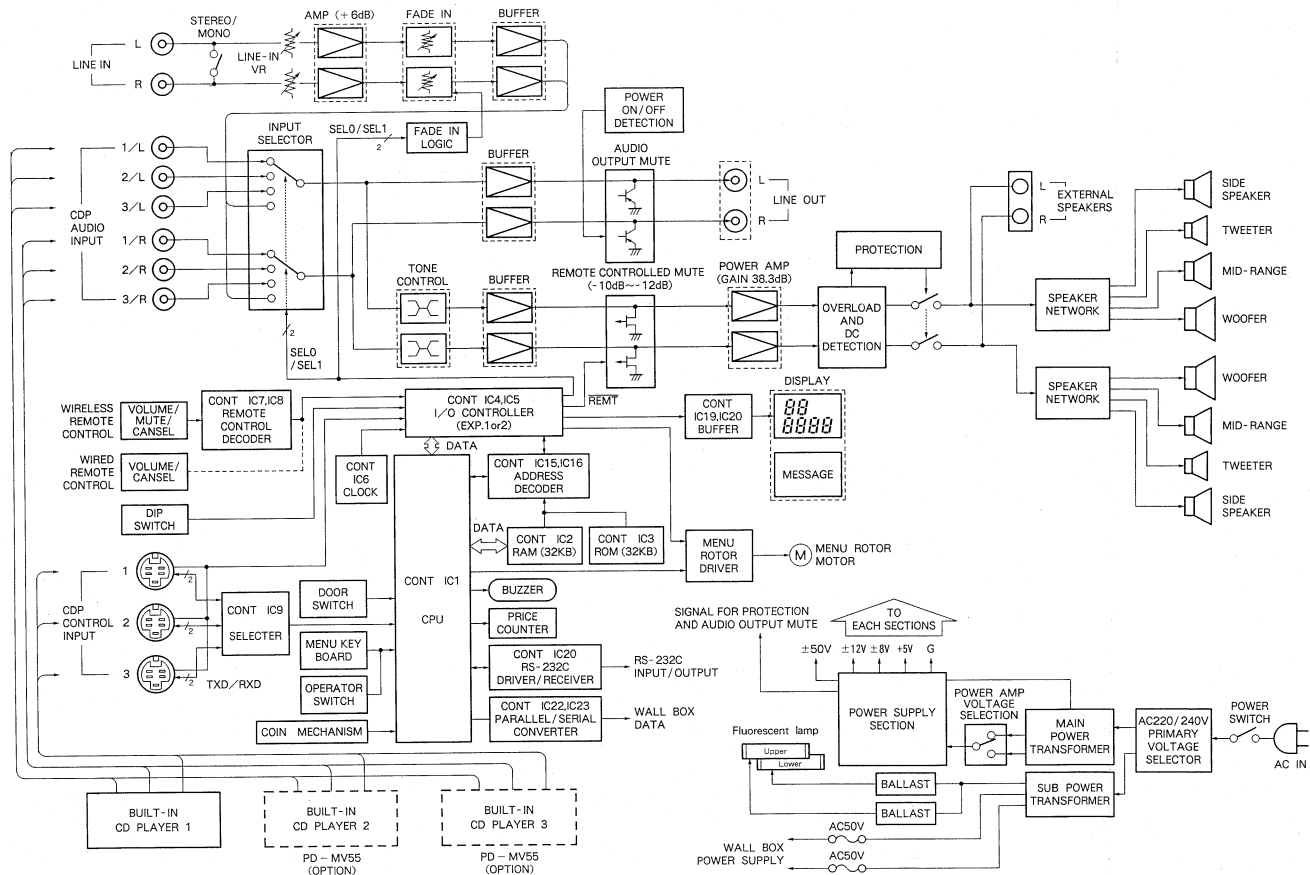 AMP (+6dB)
FADE IN
BUFFER
STEREO/
MONO
L
LINE IN
R
LINE-IN
VR
POWER
ON/OFF
DETECTION
INPUT
SELECTOR
SEL0/SEL1
2
FADE IN
LOGIC
1/L
2/L
3/L
CDP
AUDIO
INPUT
1/R
2/R
3/R
BUFFER
AUDIO
OUTPUT MUTE
L
LINE OUT
R
L
EXTERNAL
SPEAKERS
R
SIDE
SPEAKER
TWEETER
MID-RANGE
WOOFER
PROTECTION
TONE
CONTROL
BUFFER
REMOTE CONTROLLED MUTE
(-10dB~-12dB)
POWER AMP
(GAIN 38.3dB)
OVERLOAD
AND
DC
DETECTION
SPEAKER
NETWORK
2
SEL0
/SEL1
REMT
SPEAKER
NETWORK
WOOFER
MID-RANGE
TWEETER
SIDE
SPEAKER
WIRELESS
REMOTE
CONTROL
VOLUME/
MUTE/
CANSEL
CONT IC7,IC8
REMOTE
CONTROL
DECODER
CONT IC4,IC5
I/O CONTROLLER
(EXP.1or2)
CONT
IC19,IC20
BUFFER
DISPLAY
88
8888
MESSAGE
WIRED
REMOTE
CONTROL
VOLUME/
CANSEL
CONT
IC6
CLOCK
DATA
CONT IC15,IC16
ADDRESS
DECODER
DIP
SWITCH
DATA
CONT IC2
RAM (32KB)
CONT IC3
ROM (32KB)
MENU
ROTOR
DRIVER
M
MENU ROTOR
MOTOR
1
2
CDP
CONTROL
INPUT
2
2
3
2
TXD/RXD
CONT IC9
SELECTER
DOOR
SWITCH
MENU KEY
BOARD
OPERATOR
SWITCH
COIN MECHANISM
CONT IC1
CPU
BUZZER
PRICE
COUNTER
CONT IC20
RS-232C
DRIVER/RECEIVER
RS-232C
INPUT/OUTPUT
CONT IC22,IC23
PARALLEL/SERIAL
CONVERTER
WALL BOX
DATA
SIGNAL FOR PROTECTION
AND AUDIO OUTPUT MUTE
TO
EACH SECTIONS
±50V
±12V
±8V
+5V
G
POWER SUPPLY
SECTION
POWER AMP
VOLTAGE
SELECTION
MAIN
POWER
TRANSFORMER
AC220/240V
PRIMARY
VOLTAGE
SELECTOR
POWER
SWITCH
AC IN
Fluorescent lamp
Upper
Lower
BALLAST
BALLAST
SUB POWER
TRANSFORMER
WALL BOX
POWER SUPPLY
AC50V
AC50V
BUILT-IN
CD PLAYER 1
BUILT-IN
CD PLAYER 2
PD-MV55
(OPTION)
BUILT-IN
CD PLAYER 3
PD-MV55
(OPTION)